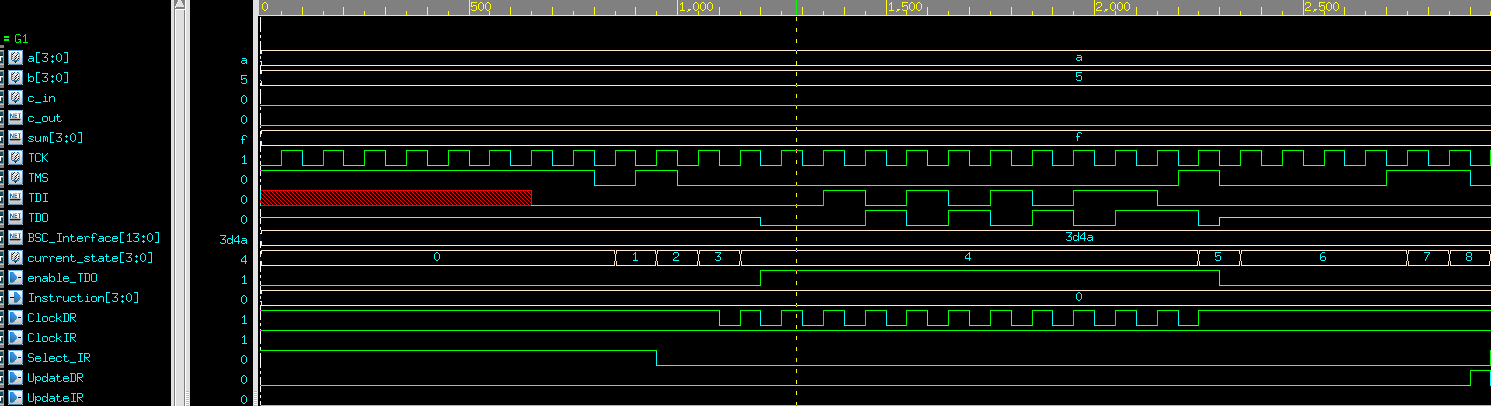 0 500 1,000 1,500 2,000 2,500
= G1
a[3:0] a a
b[3:0] 5 5
c_in 0
c_out 0
sum[3:0] f f
TCK 1
TMS 0
TDI 0
TDO 0
BSC_Interface[13:0] 3d4a 3d4a
current_state[3:0] 4 0 1 2 3 4 5 6 7 8
enable_TDO 1
Instruction[3:0] 0 0
ClockDR 1
ClockIR 1
Select_IR 0
UpdateDR 0
UpdateIR 0